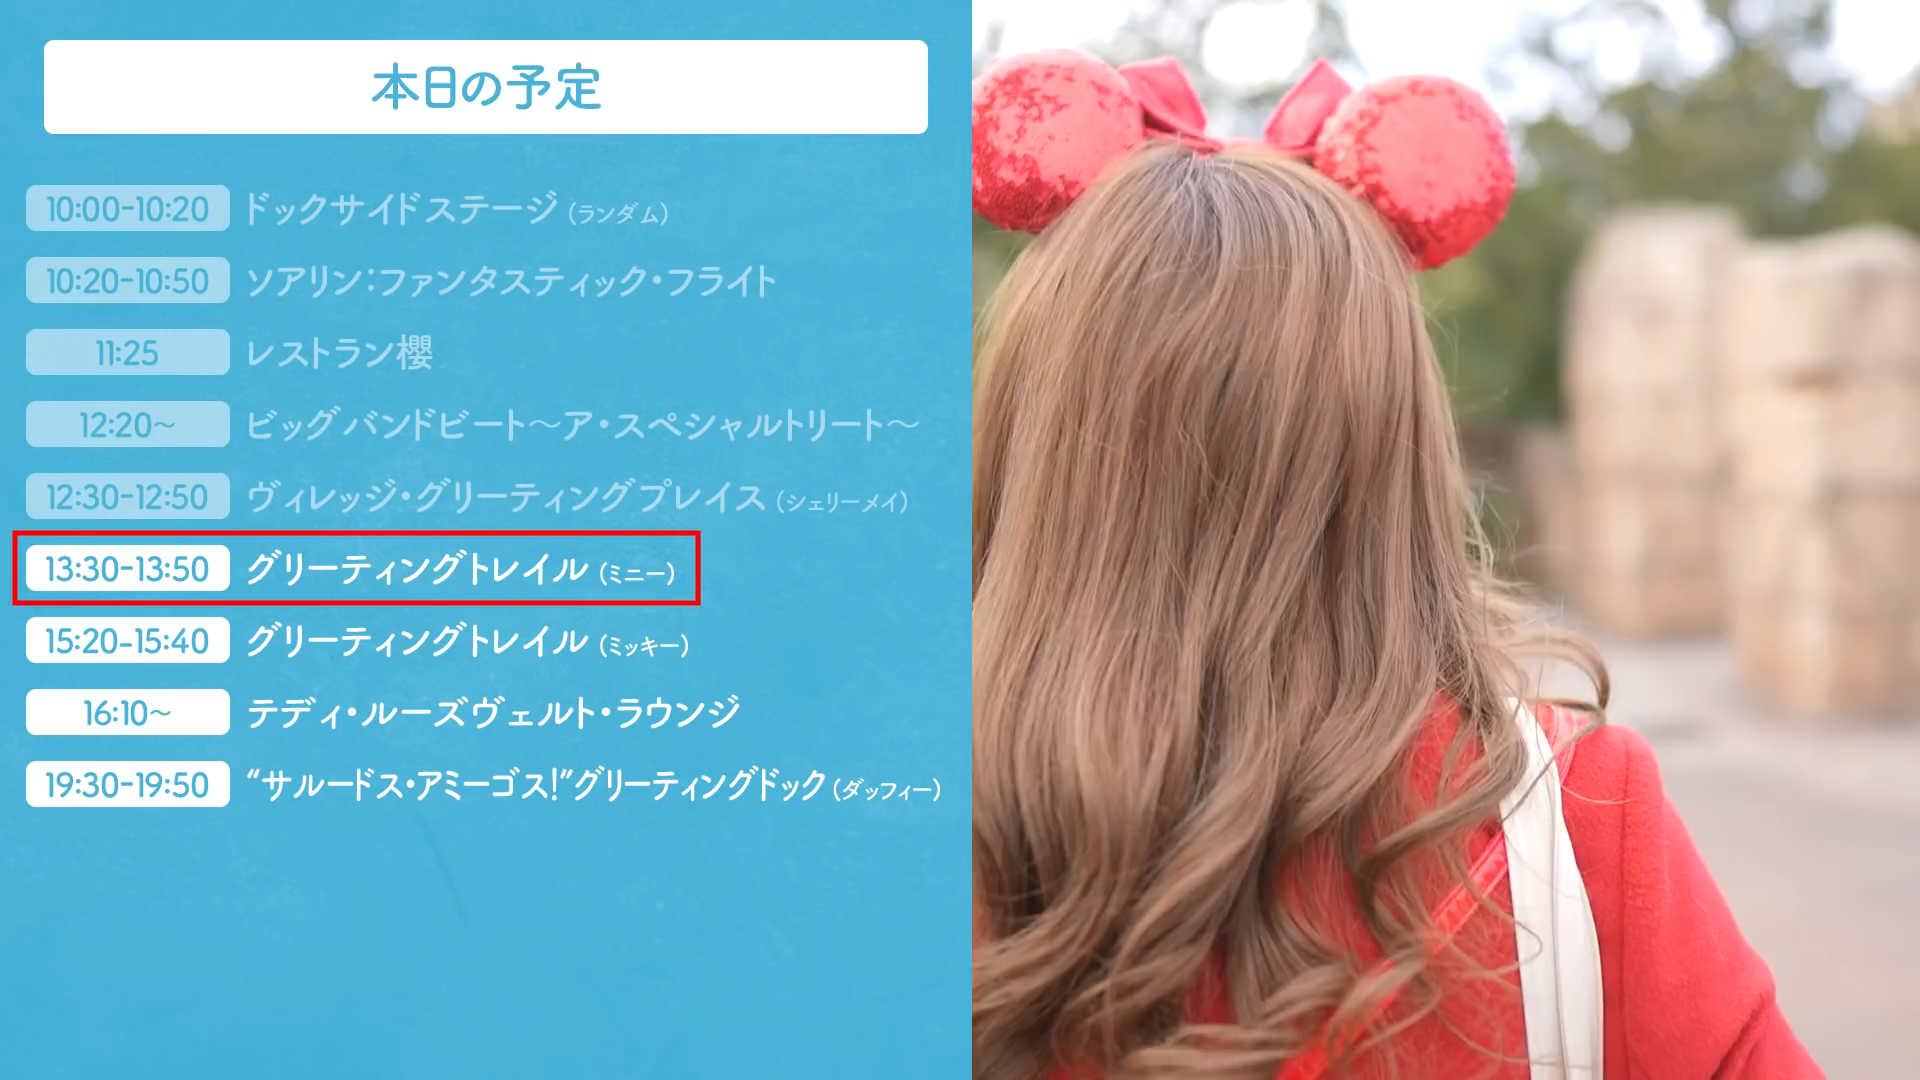 本日の予定
10:00-10:20 ドックサイドステージ (ランダム)
10:20-10:50 ソアリン:ファンタスティック・フライト
11:25 レストラン櫻
12:20〜 ビッグバンドビート〜ア・スペシャルトリート〜
12:30-12:50 ヴィレッジ・グリーティングプレイス (シェリーメイ)
13:30-13:50 グリーティングトレイル (ミニー)
15:20-15:40 グリーティングトレイル (ミッキー)
16:10〜 テディ・ルーズヴェルト・ラウンジ
19:30-19:50 “サルードス・アミーゴス!”グリーティングドック (ダッフィー)